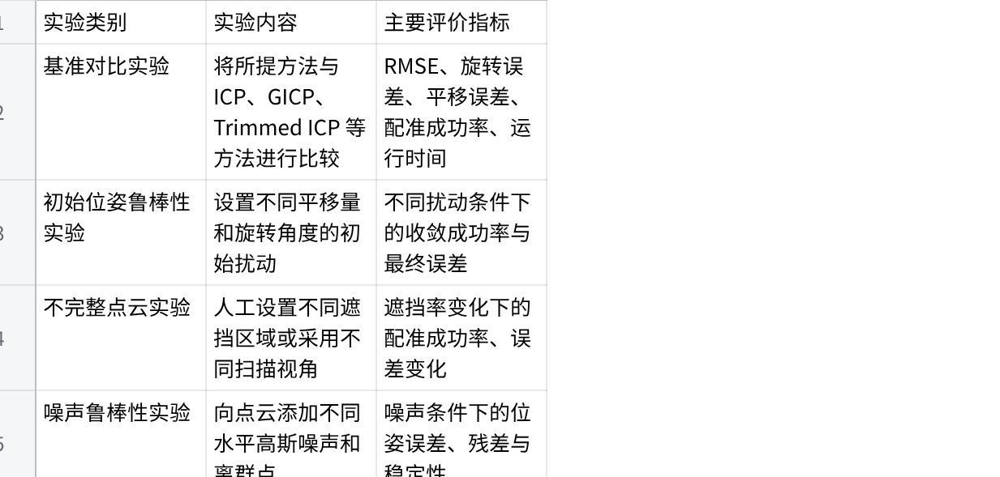 1
实验类别
实验内容
主要评价指标
2
基准对比实验
将所提方法与
ICP、GICP、
Trimmed ICP 等
方法进行比较
RMSE、旋转误
差、平移误差、
配准成功率、运
行时间
3
初始位姿鲁棒性
实验
设置不同平移量
和旋转角度的初
始扰动
不同扰动条件下
的收敛成功率与
最终误差
4
不完整点云实验
人工设置不同遮
挡区域或采用不
同扫描视角
遮挡率变化下的
配准成功率、误
差变化
5
噪声鲁棒性实验
向点云添加不同
水平高斯噪声和
离群点
噪声条件下的位
姿误差、残差与
稳定性